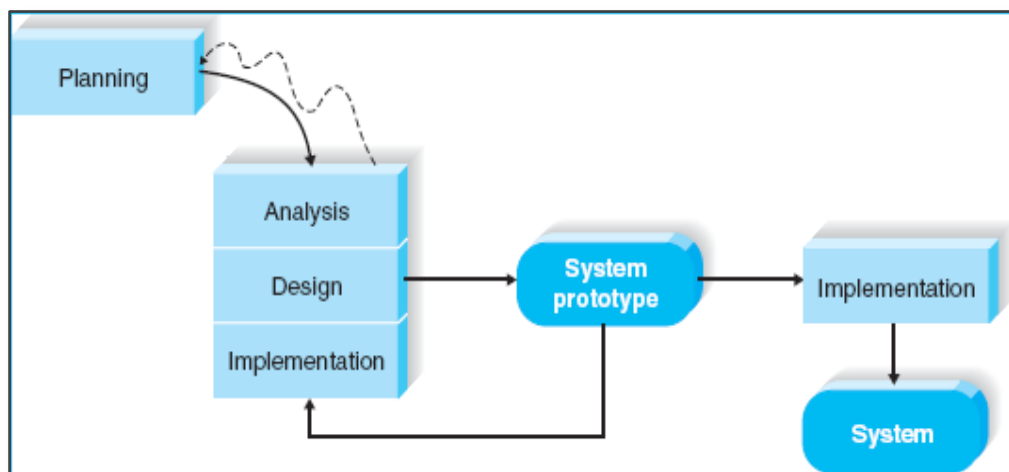 Planning
Analysis
Design
Implementation
System
prototype
Implementation
System